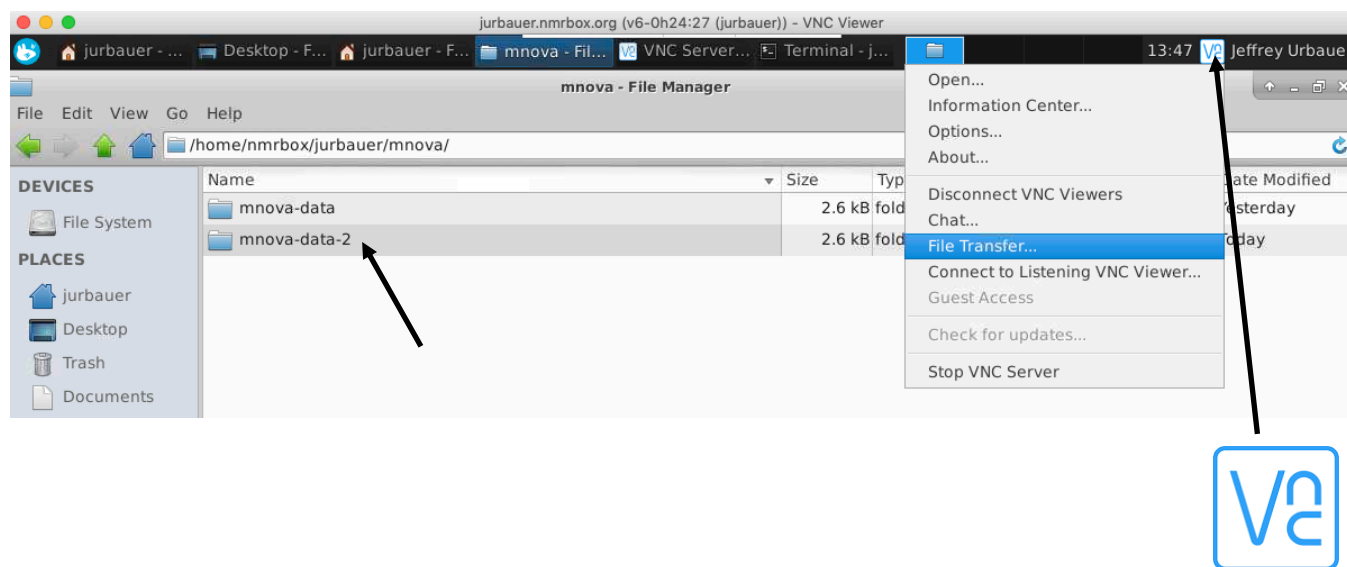 jurbauer.nmrbox.org (v6-0h24:27 (jurbauer)) - VNC Viewer
jurbauer - ... Desktop - F... jurbauer - F... mnova - Fil... VNC Server... Terminal - j... 13:47 Jeffrey Urbaue
mnova - File Manager
File Edit View Go Help
/home/nmrbox/jurbauer/mnova/
DEVICES
File System
PLACES
jurbauer
Desktop
Trash
Documents
Name Size Typ ate Modified
mnova-data 2.6 kB fold esterday
mnova-data-2 2.6 kB fold oday
Open...
Information Center...
Options...
About...
Disconnect VNC Viewers
Chat...
File Transfer...
Connect to Listening VNC Viewer...
Guest Access
Check for updates...
Stop VNC Server